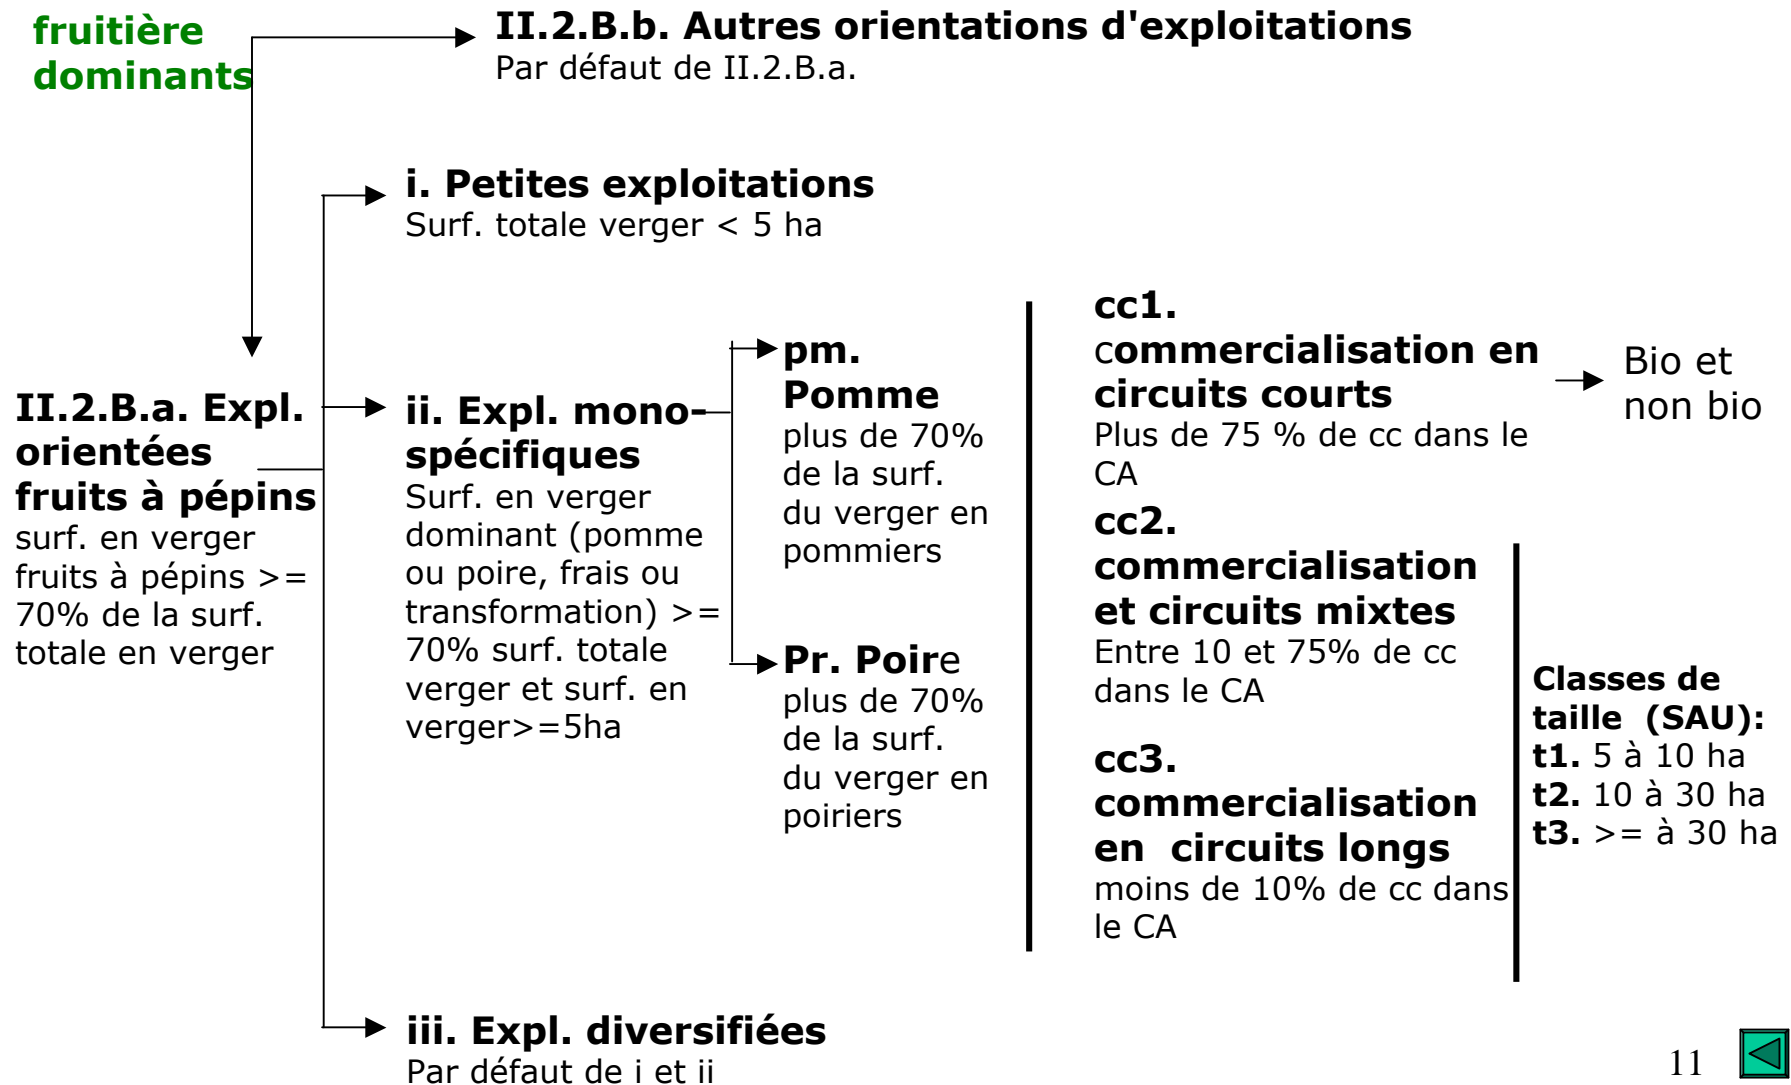 fruitière
dominants
II.2.B.b. Autres orientations d'exploitations
Par défaut de II.2.B.a.
i. Petites exploitations
Surf. totale verger < 5 ha
II.2.B.a. Expl.
orientées
fruits à pépins
surf. en verger
fruits à pépins >=
70% de la surf.
totale en verger
ii. Expl. mono-
spécifiques
Surf. en verger
dominant (pomme
ou poire, frais ou
transformation) >=
70% surf. totale
verger et surf. en
verger>=5ha
pm.
Pomme
plus de 70%
de la surf.
du verger en
pommiers
Pr. Poire
plus de 70%
de la surf.
du verger en
poiriers
cc1.
commercialisation en
circuits courts
Plus de 75 % de cc dans le
CA
cc2.
commercialisation
et circuits mixtes
Entre 10 et 75% de cc
dans le CA
cc3.
commercialisation
en circuits longs
moins de 10% de cc dans
le CA
Bio et
non bio
Classes de
taille (SAU):
t1. 5 à 10 ha
t2. 10 à 30 ha
t3. >= à 30 ha
iii. Expl. diversifiées
Par défaut de i et ii
11